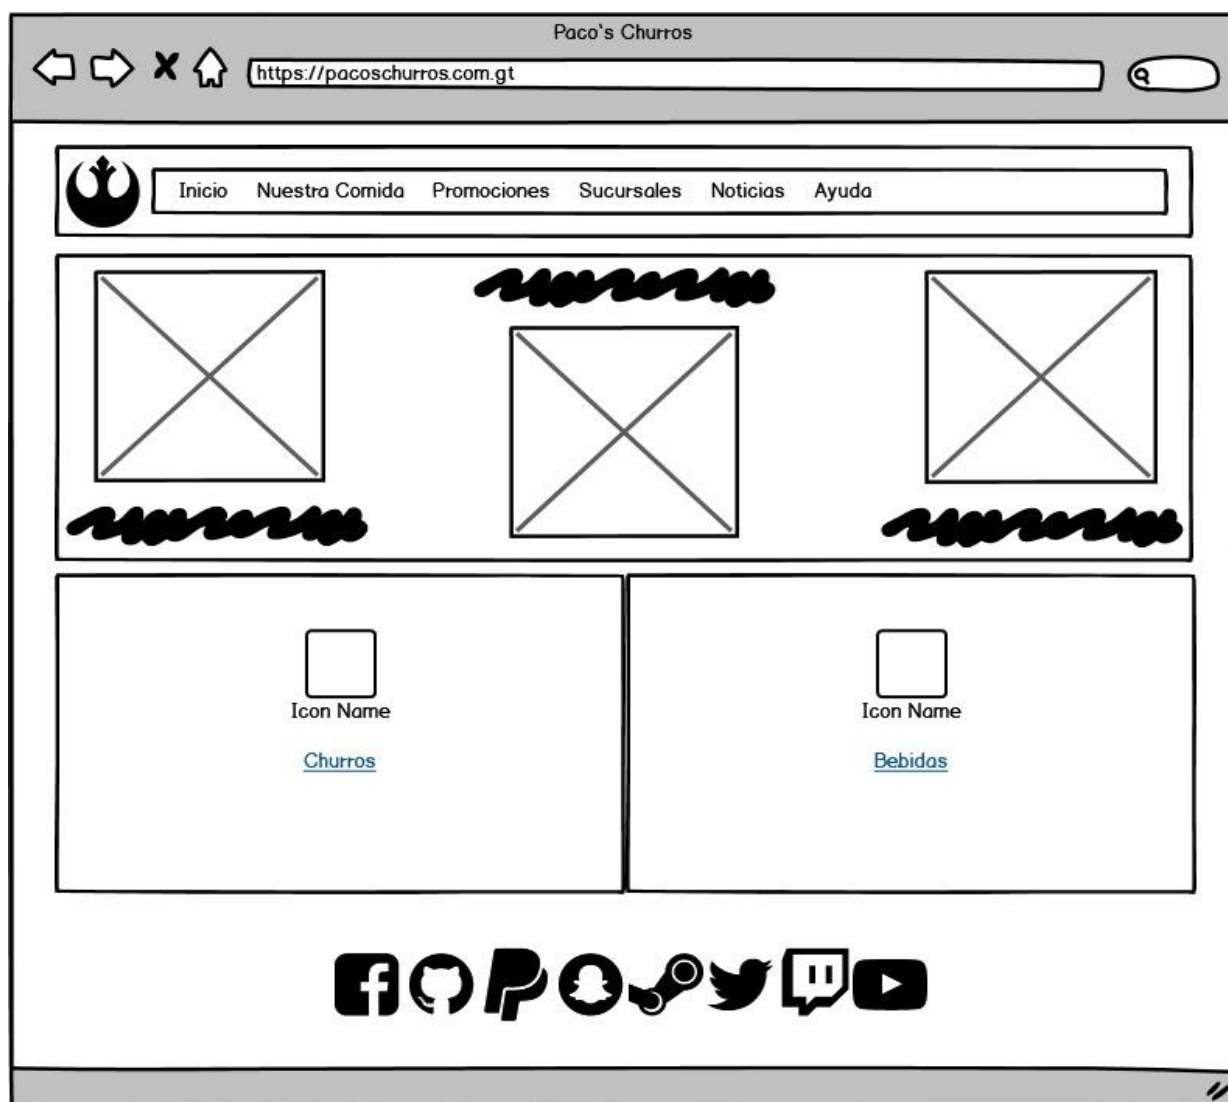 Paco`s Churros
https://pacoschurros.com.gt
Inicio Nuestra Comida Promociones Sucursales Noticias Ayuda
Icon Name Icon Name
Churros Bebidas